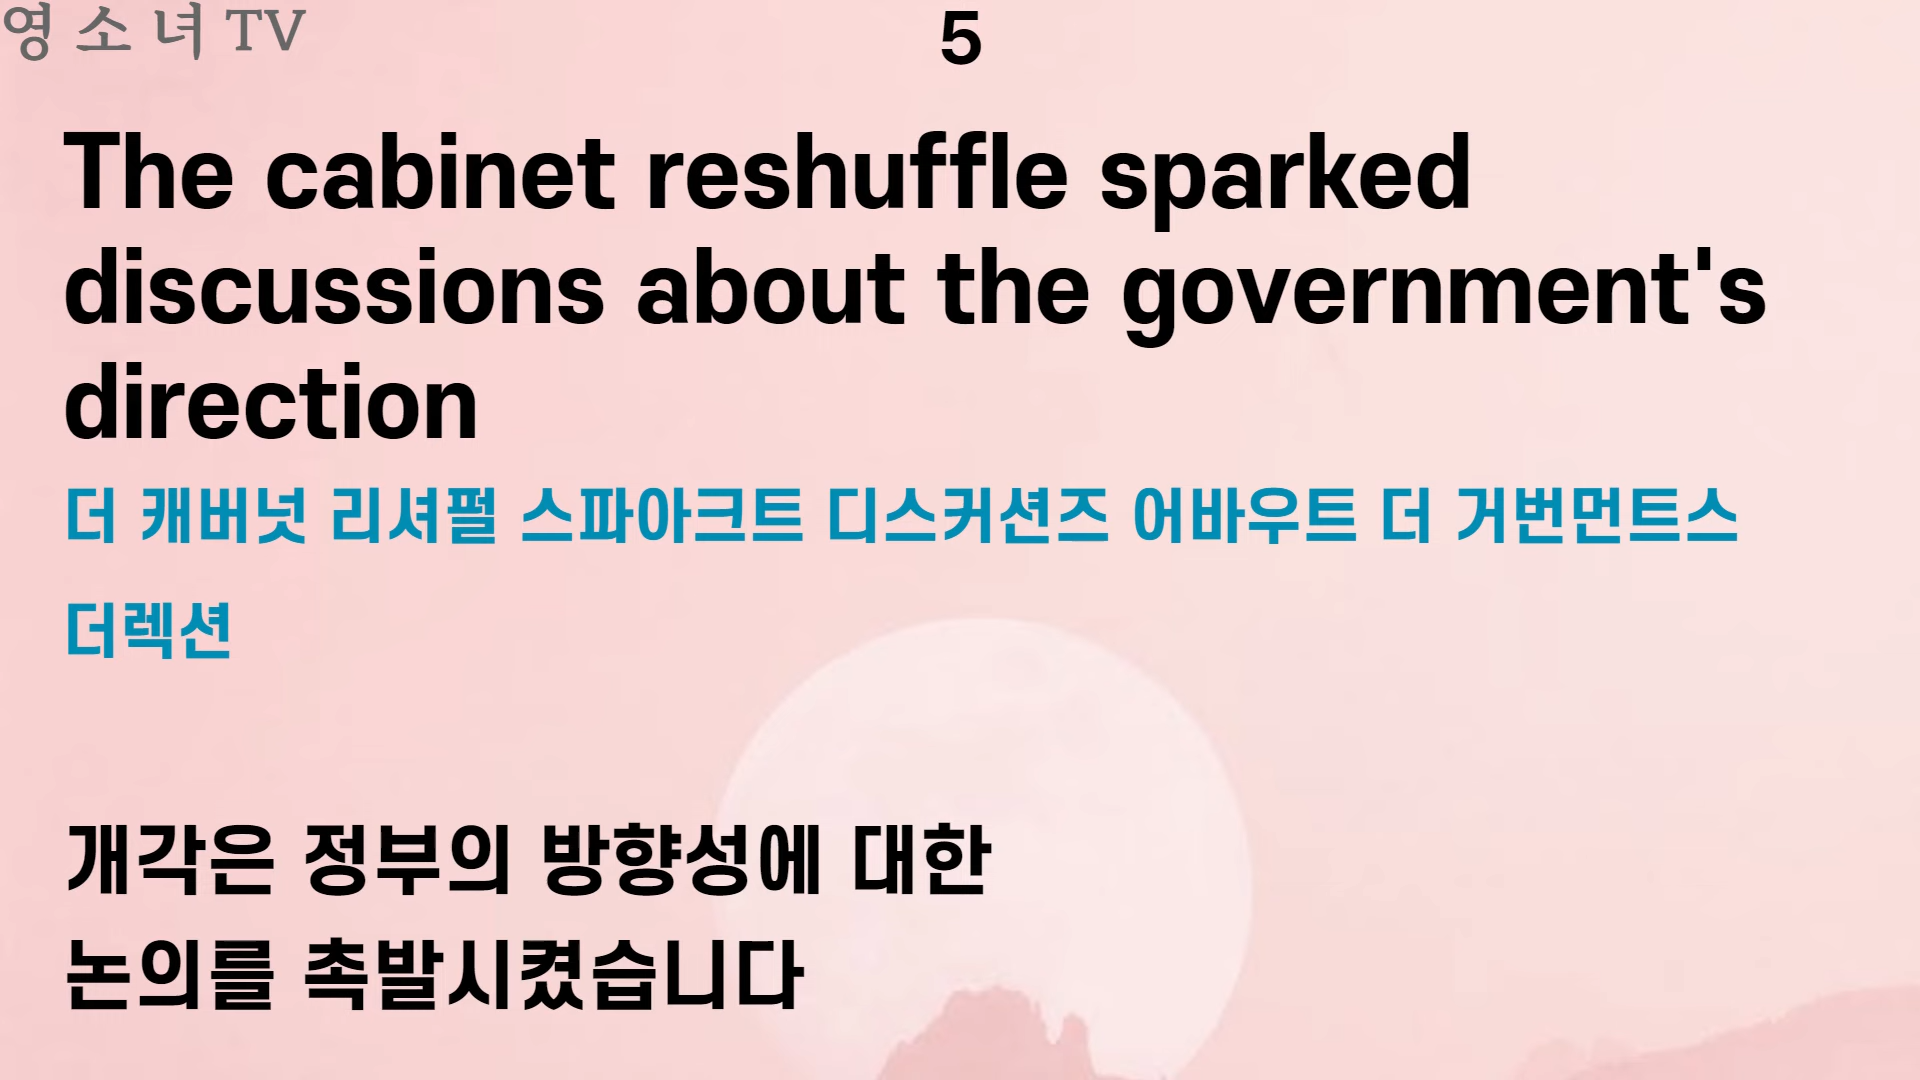 영소녀TV
5
The cabinet reshuffle sparked
discussions about the government's
direction
더 캐버넛 리셔펄 스파아크트 디스커션즈 어바우트 더 거번먼트스
더렉션
개각은 정부의 방향성에 대한
논의를 촉발시켰습니다